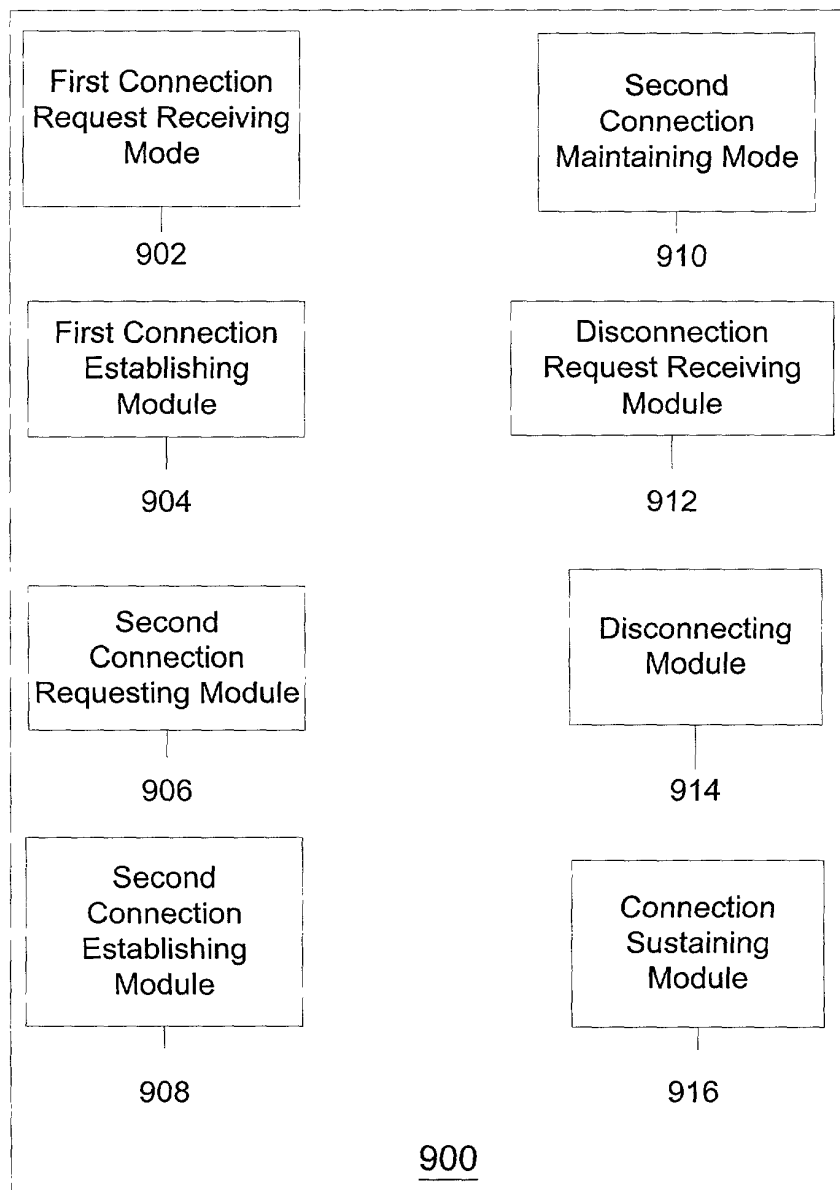 First Connection
Request Receiving
Mode
902
First Connection
Establishing
Module
904
Second
Connection
Requesting Module
906
Second
Connection
Establishing
Module
908
Second
Connection
Maintaining Mode
910
Disconnection
Request Receiving
Module
912
Disconnecting
Module
914
Connection
Sustaining
Module
916
900